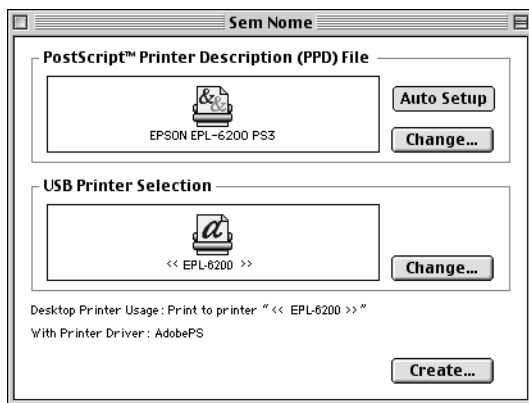 Sem Nome
PostScript™ Printer Description (PPD) File
EPSON EPL-6200 PS3
Auto Setup
Change...
USB Printer Selection
<< EPL-6200 >>
Change...
Desktop Printer Usage: Print to printer "<< EPL-6200 >>"
With Printer Driver: AdobePS
Create...